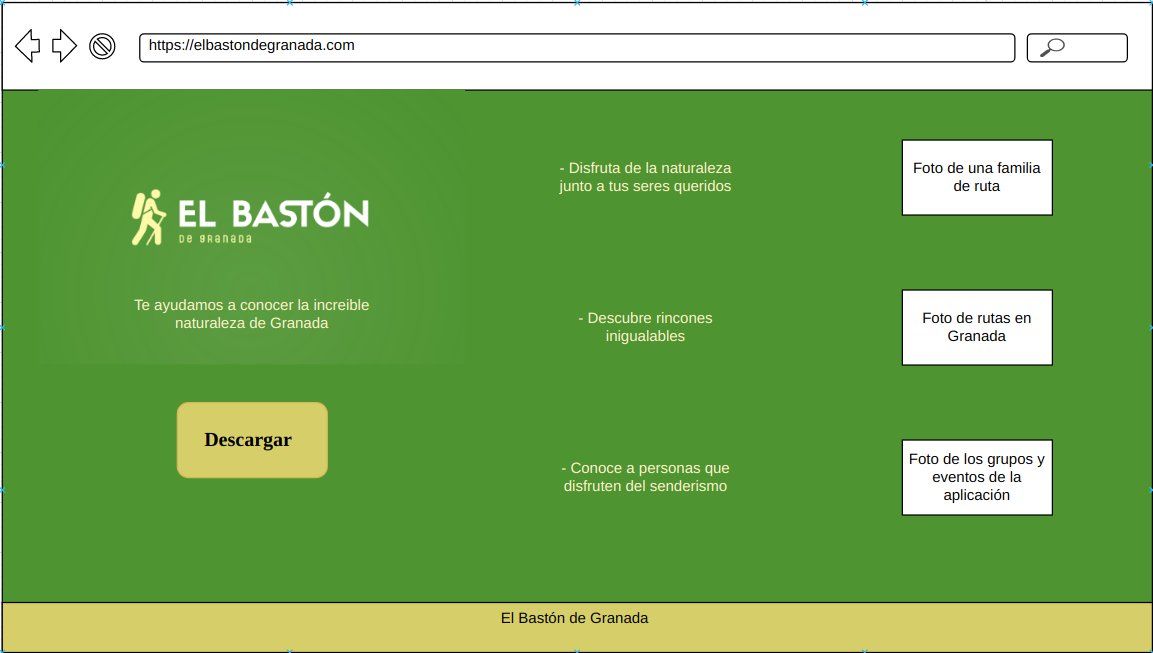 https://elbastondegranada.com
EL BASTÓN
DE GRANADA
Te ayudamos a conocer la increible
naturaleza de Granada
Descargar
- Disfruta de la naturaleza
junto a tus seres queridos
Foto de una familia
de ruta
- Descubre rincones
inigualables
Foto de rutas en
Granada
- Conoce a personas que
disfruten del senderismo
Foto de los grupos y
eventos de la
aplicación
El Bastón de Granada